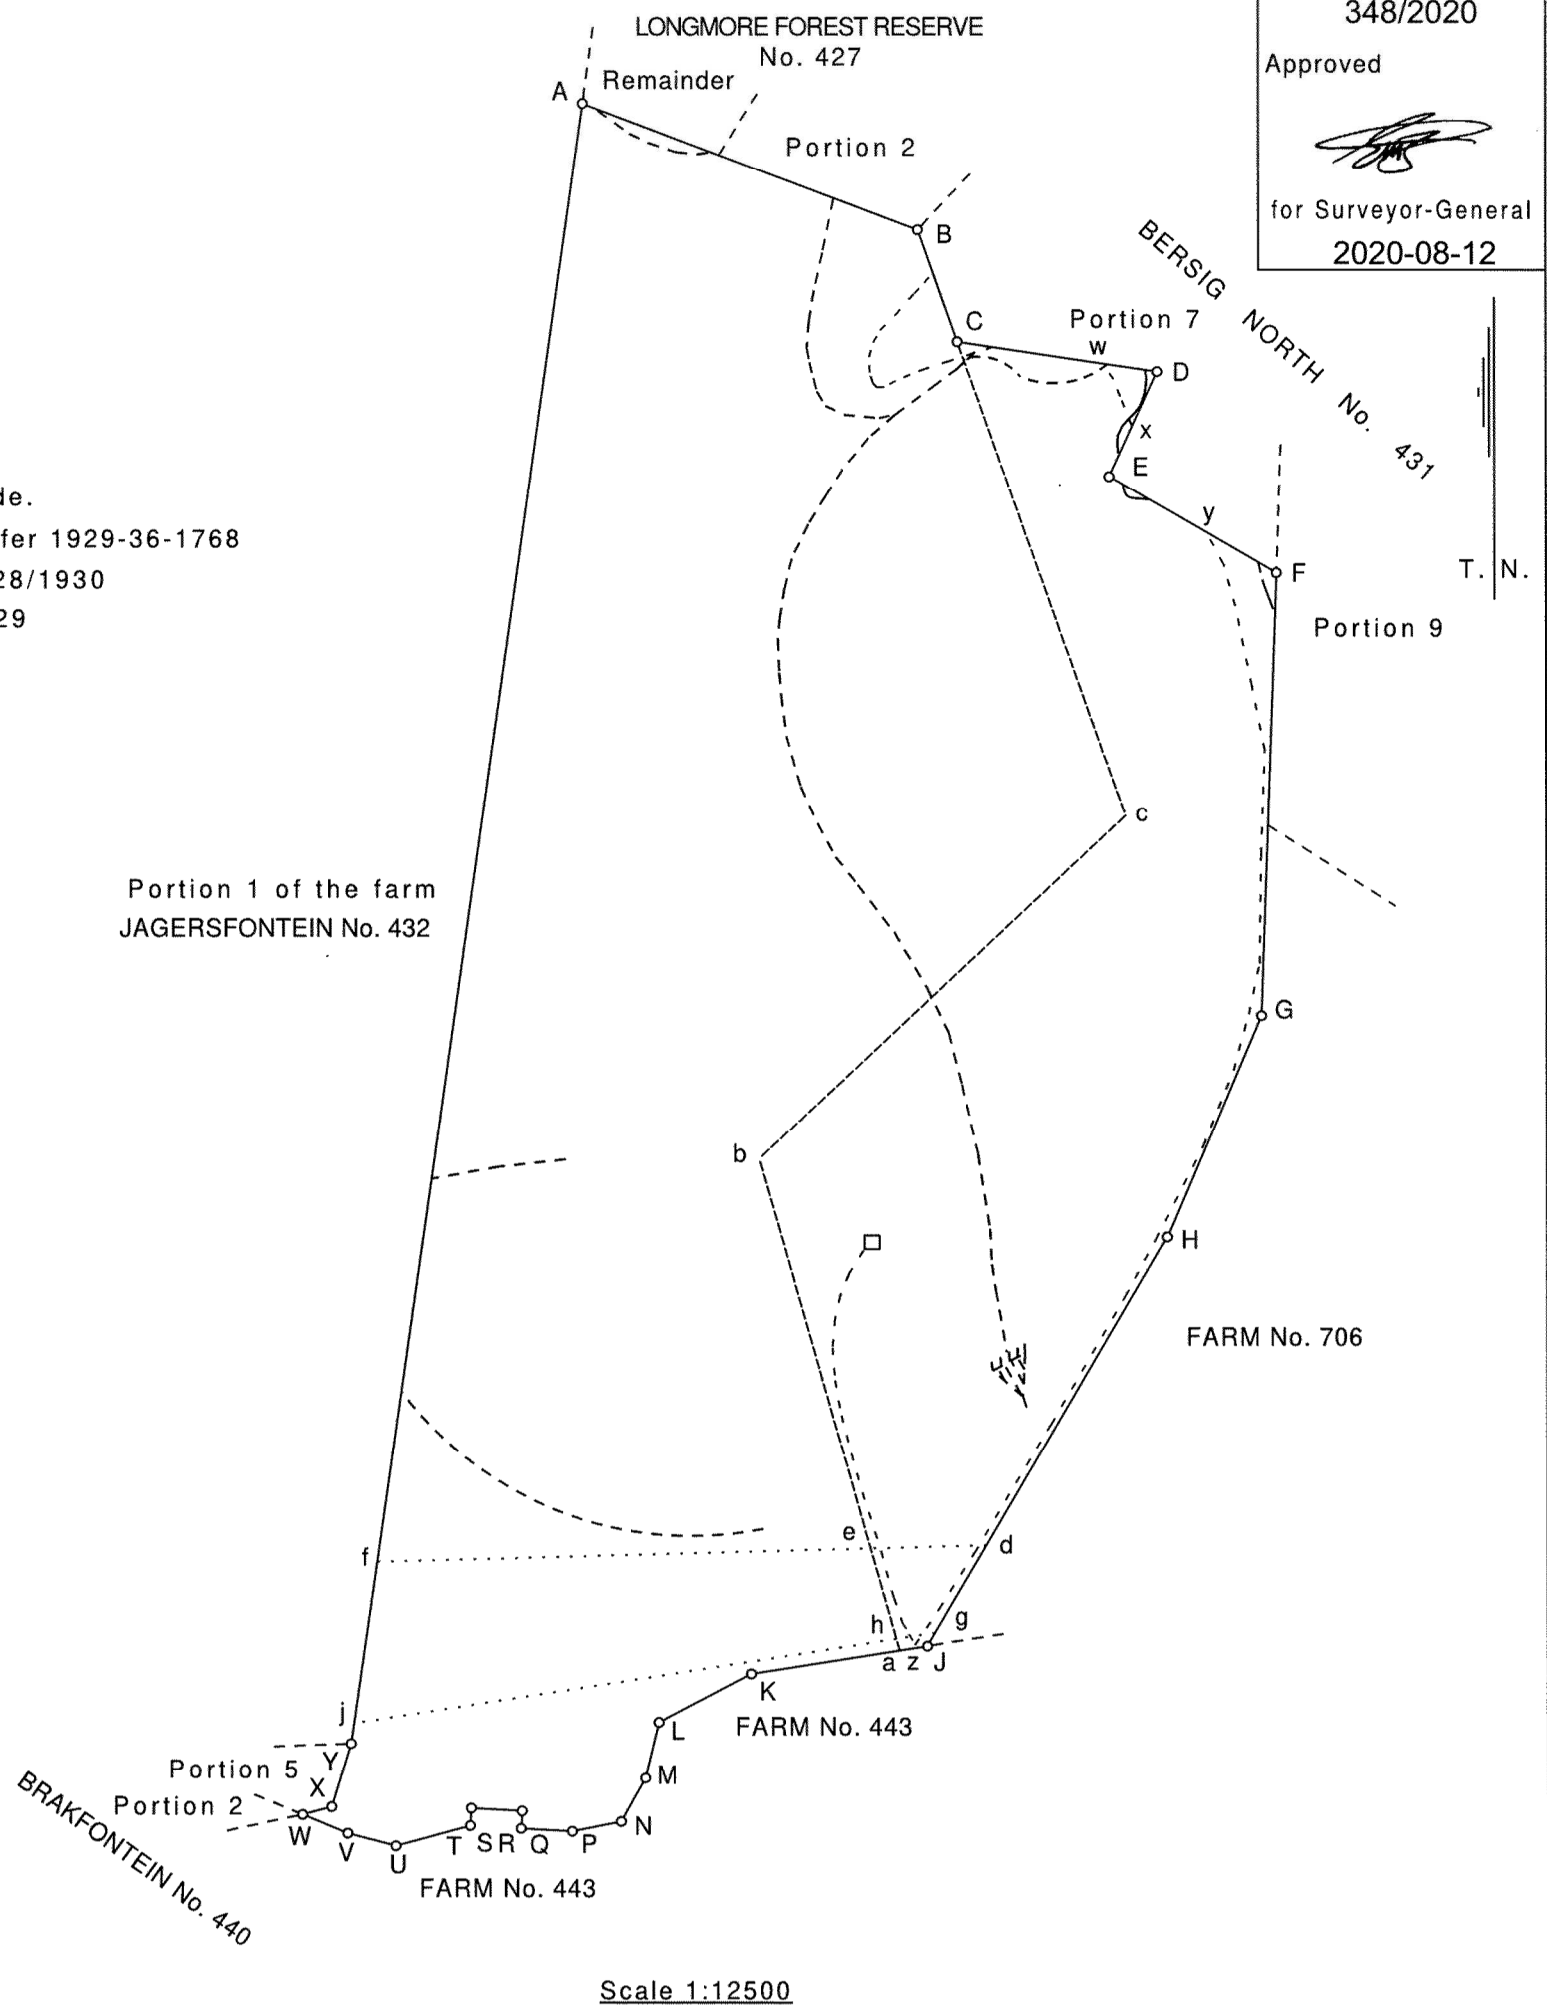 348/2020
Approved
for Surveyor-General
2020-08-12
LONGMORE FOREST RESERVE
No. 427
Remainder
A
Portion 2
B
BERSIG NORTH No. 431
C
Portion 7
w
D
x
E
y
F
T. N.
Portion 9
de.
fer 1929-36-1768
28/1930
29
c
Portion 1 of the farm
JAGERSFONTEIN No. 432
G
b
H
FARM No. 706
e
f
d
h
g
a z J
K
j
L
FARM No. 443
Y
Portion 5
X
M
Portion 2
W
N
V
T S R Q P
U
FARM No. 443
BRAKFONTEIN No. 440
Scale 1:12500